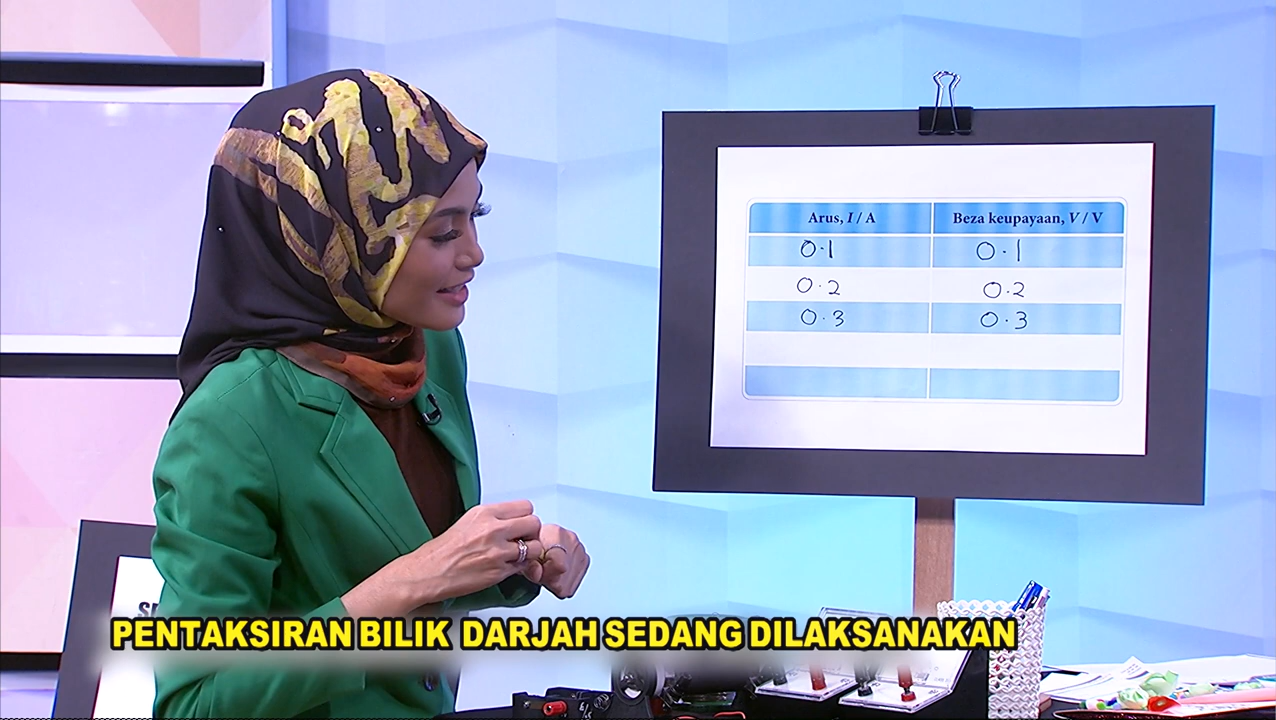 Arus, I / A Beza keupayaan, V / V
0.1 0.1
0.2 0.2
0.3 0.3
PENTAKSIRAN BILIK DARJAH SEDANG DILAKSANAKAN